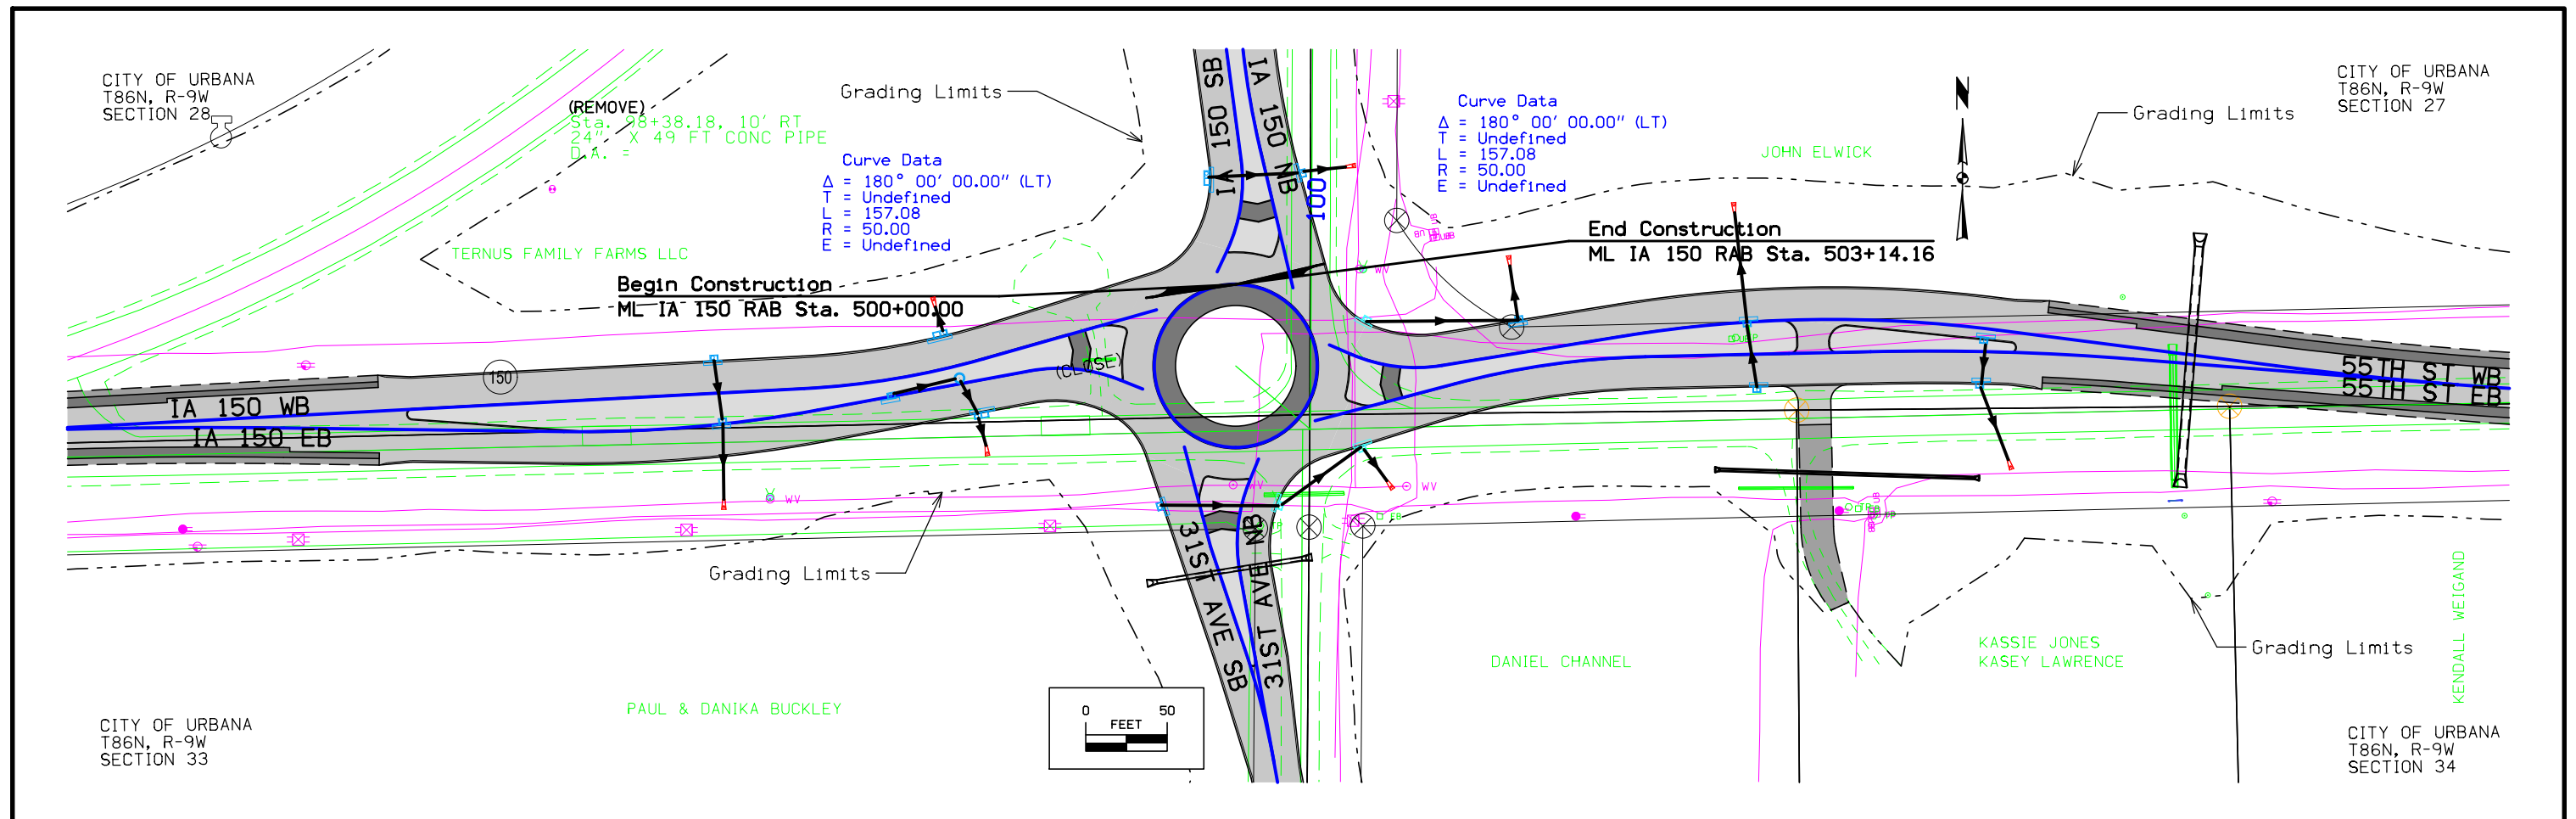 CITY OF URBANA
T86N, R-9W
SECTION 28
(REMOVE)
Sta. 98+38.18, 10' RT
24" X 49 FT CONC PIPE
D.A. =
Grading Limits
Curve Data
Δ = 180° 00' 00.00" (LT)
T = Undefined
L = 157.08
R = 50.00
E = Undefined
TERNUS FAMILY FARMS LLC
Begin Construction
ML IA 150 RAB Sta. 500+00.00
IA 150 SB
IA 150 NB
100
Curve Data
Δ = 180° 00' 00.00" (LT)
T = Undefined
L = 157.08
R = 50.00
E = Undefined
JOHN ELWICK
N
Grading Limits
CITY OF URBANA
T86N, R-9W
SECTION 27
End Construction
ML IA 150 RAB Sta. 503+14.16
WV
150
(CLOSE)
IA 150 WB
IA 150 EB
55TH ST WB
55TH ST EB
WV
WV
WV
Grading Limits
31ST AVE SB
31ST AVE NB
0 50
FEET
PAUL & DANIKA BUCKLEY
DANIEL CHANNEL
KASSIE JONES
KASEY LAWRENCE
Grading Limits
KENDALL WEIGAND
CITY OF URBANA
T86N, R-9W
SECTION 33
CITY OF URBANA
T86N, R-9W
SECTION 34